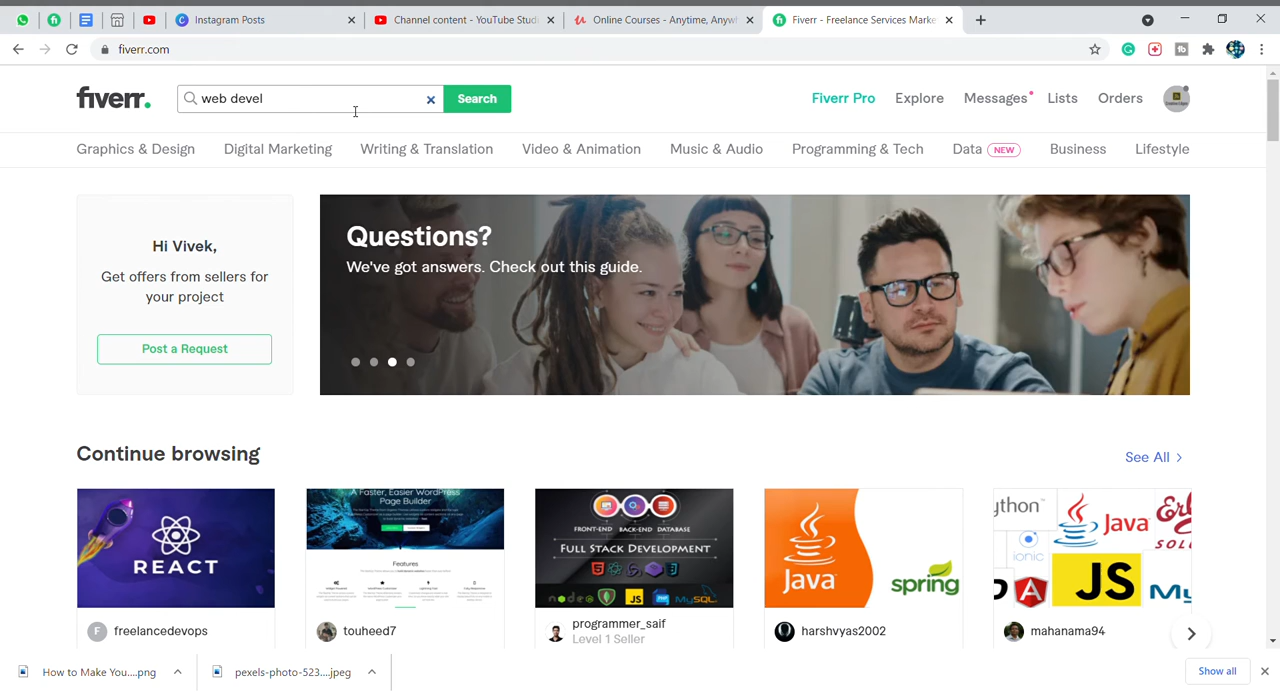 Instagram Posts
Channel content - YouTube Stud
Online Courses - Anytime, Anyw
Fiverr - Freelance Services Marke
fiverr.com
fiverr.
web devel
Search
Fiverr Pro
Explore
Messages
Lists
Orders
Graphics & Design
Digital Marketing
Writing & Translation
Video & Animation
Music & Audio
Programming & Tech
Data NEW
Business
Lifestyle
Hi Vivek,
Get offers from sellers for
your project
Post a Request
Questions?
We've got answers. Check out this guide.
Continue browsing
See All
REACT
A Faster, Easier WordPress
Page Builder
Features
FRONT-END BACK-END DATABASE
FULL STACK DEVELOPMENT
JS
MySQL
Java
spring
ython
Java
Erl
ionic
JS
My
F freelancedevops
touheed7
programmer_saif
Level 1 Seller
harshvyas2002
mahanama94
How to Make You....png
pexels-photo-523....jpeg
Show all